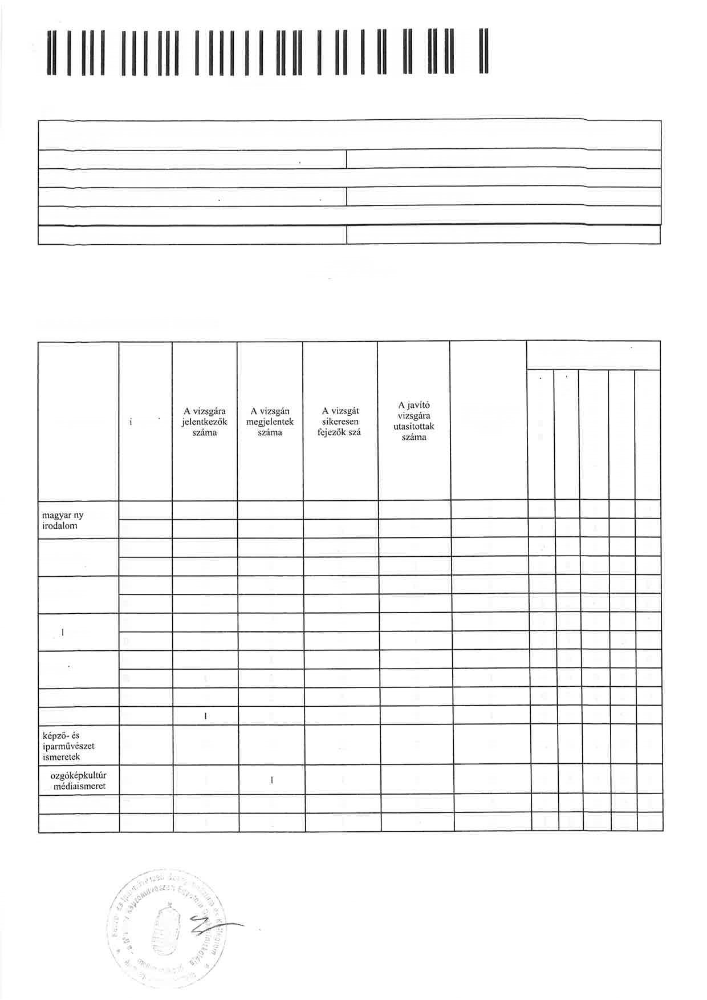 i
A vizsgára
jelentkezők
száma
A vizsgán
megjelentek
száma
A vizsgát
sikeresen
fejezők szá
A javító
vizsgára
utasítottak
száma
magyar ny
irodalom
l
l
képző- és
iparművészet
ismeretek
ozgóképkultúr
médiaismeret
l